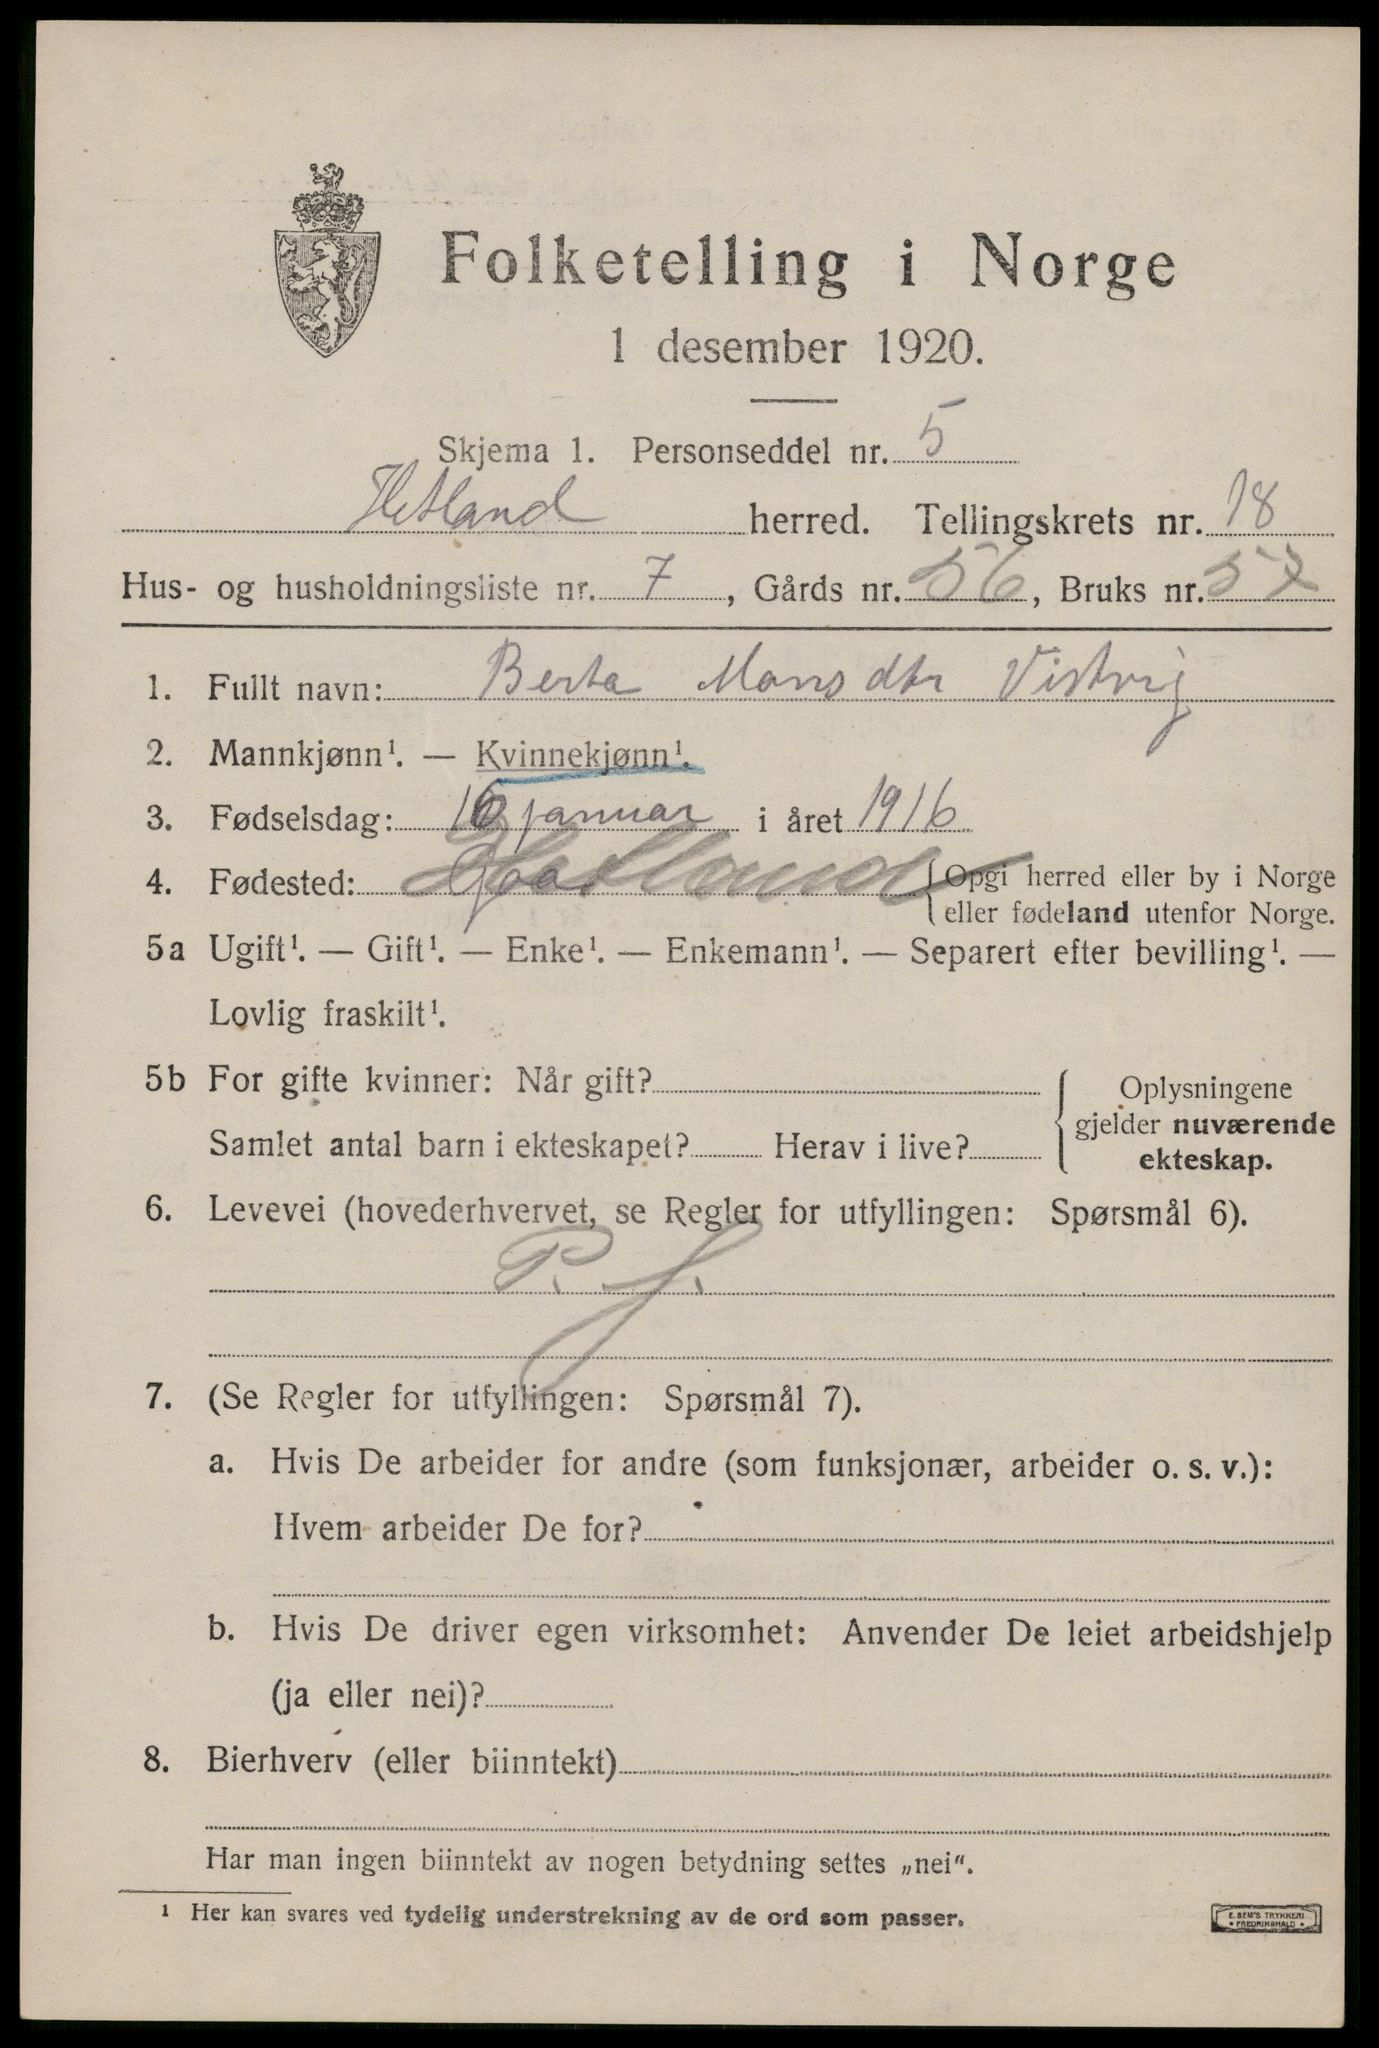 Folketelling i Norge
1 desember 1920.
Skjema 1. Personseddel nr. 5
Hetland herred. Tellingskrets nr. 18
Hus- og husholdningsliste nr. 7, Gårds nr. 56, Bruks nr. 57
1. Fullt navn: Berta Monsdtr Vistvig
2. Mannkjønn¹. — Kvinnekjønn¹.
3. Fødselsdag: 16 januar i året 1916
4. Fødested: Hetland {Opgi herred eller by i Norge
eller fødeland utenfor Norge.
5a Ugift¹. — Gift¹. — Enke¹. — Enkemann¹. — Separert efter bevilling¹. —
Lovlig fraskilt¹.
5b For gifte kvinner: Når gift?
Samlet antal barn i ekteskapet? Herav i live?
Oplysningene
gjelder nuværende
ekteskap.
6. Levevei (hovederhvervet, se Regler for utfyllingen: Spørsmål 6).
P. f.
7. (Se Regler for utfyllingen: Spørsmål 7).
a. Hvis De arbeider for andre (som funksjonær, arbeider o. s. v.):
Hvem arbeider De for?
b. Hvis De driver egen virksomhet: Anvender De leiet arbeidshjelp
(ja eller nei)?
8. Bierhverv (eller biinntekt)
Har man ingen biinntekt av nogen betydning settes „nei“.
¹ Her kan svares ved tydelig understrekning av de ord som passer.
E. SEM'S TRYKKERI
FREDRIKSHALD